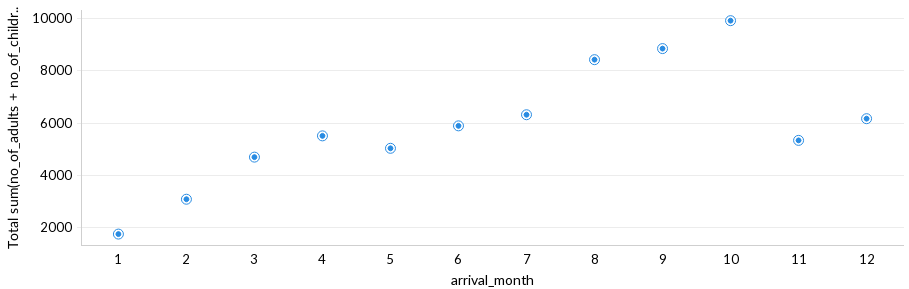 Total sum(no_of_adults + no_of_childr..
10000
8000
6000
4000
2000
1 2 3 4 5 6 7 8 9 10 11 12
arrival_month